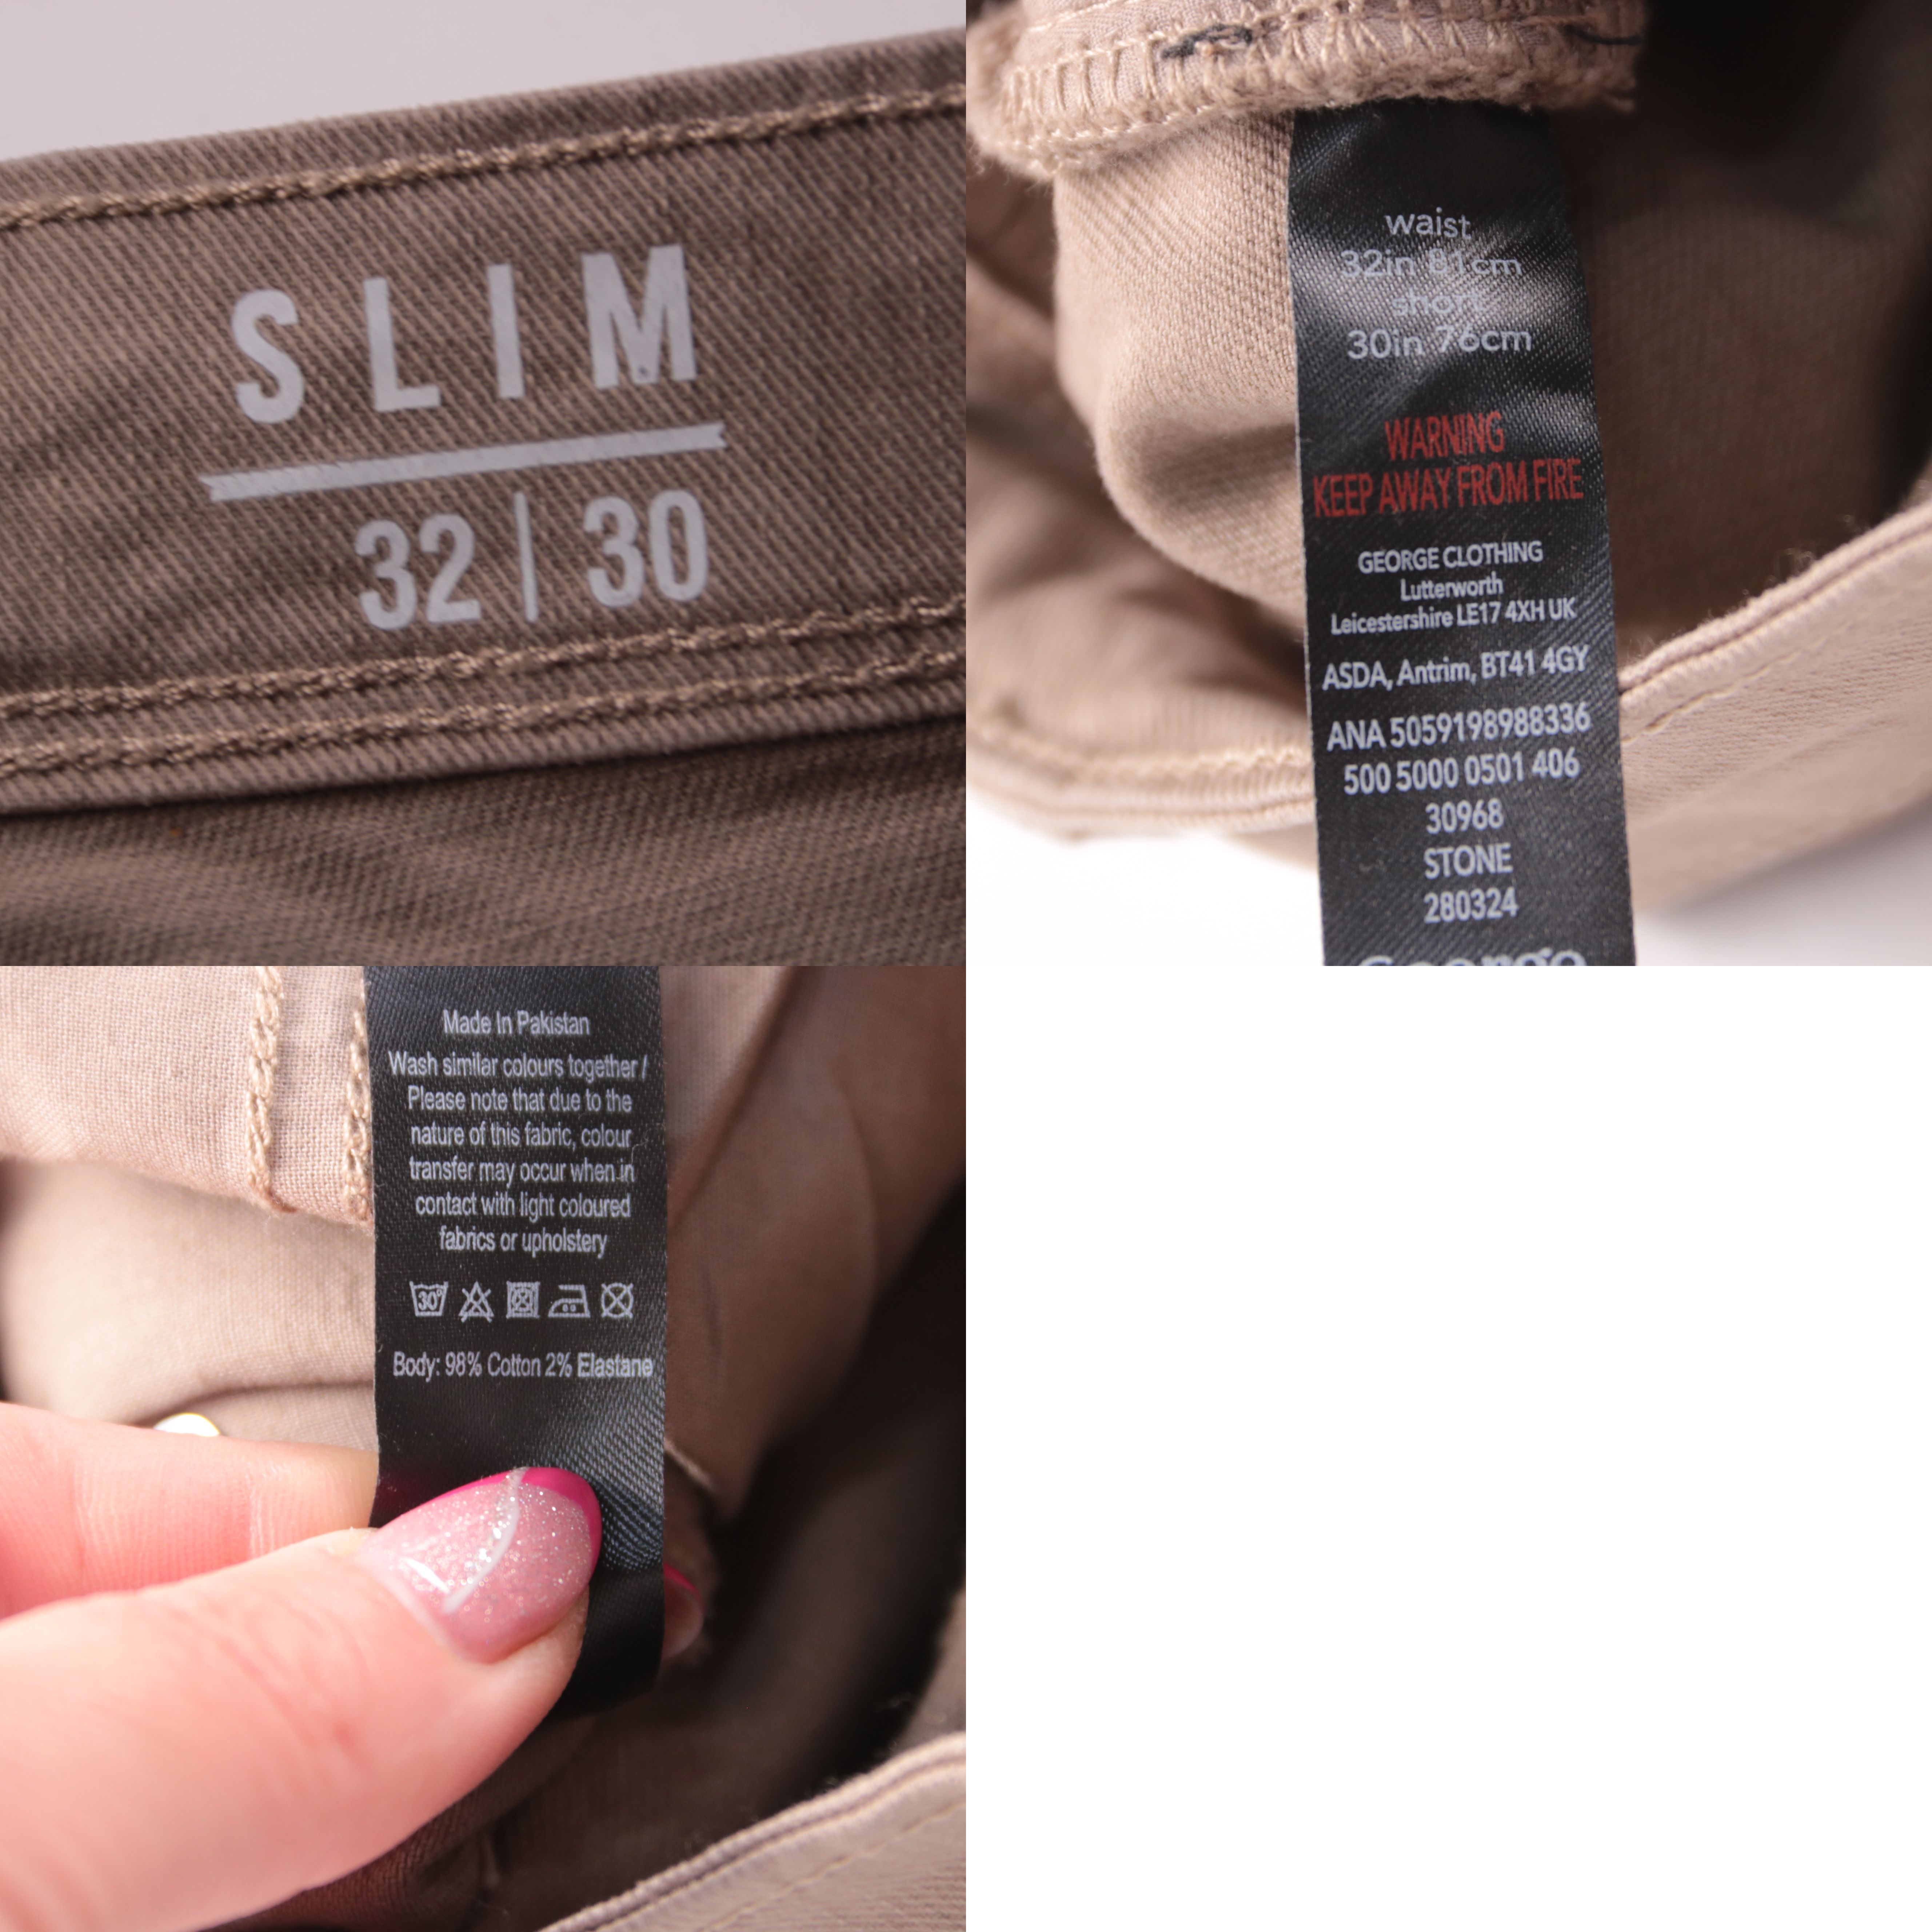 SLIM
32 | 30
waist
32in 81cm
short
30in 76cm
WARNING
KEEP AWAY FROM FIRE
GEORGE CLOTHING
Lutterworth
Leicestershire LE17 4XH UK
ASDA, Antrim, BT41 4GY
ANA 5059198988336
500 5000 0501 406
30968
STONE
280324
George
Made In Pakistan
Wash similar colours together /
Please note that due to the
nature of this fabric, colour
transfer may occur when in
contact with light coloured
fabrics or upholstery
30°
Body: 98% Cotton 2% Elastane